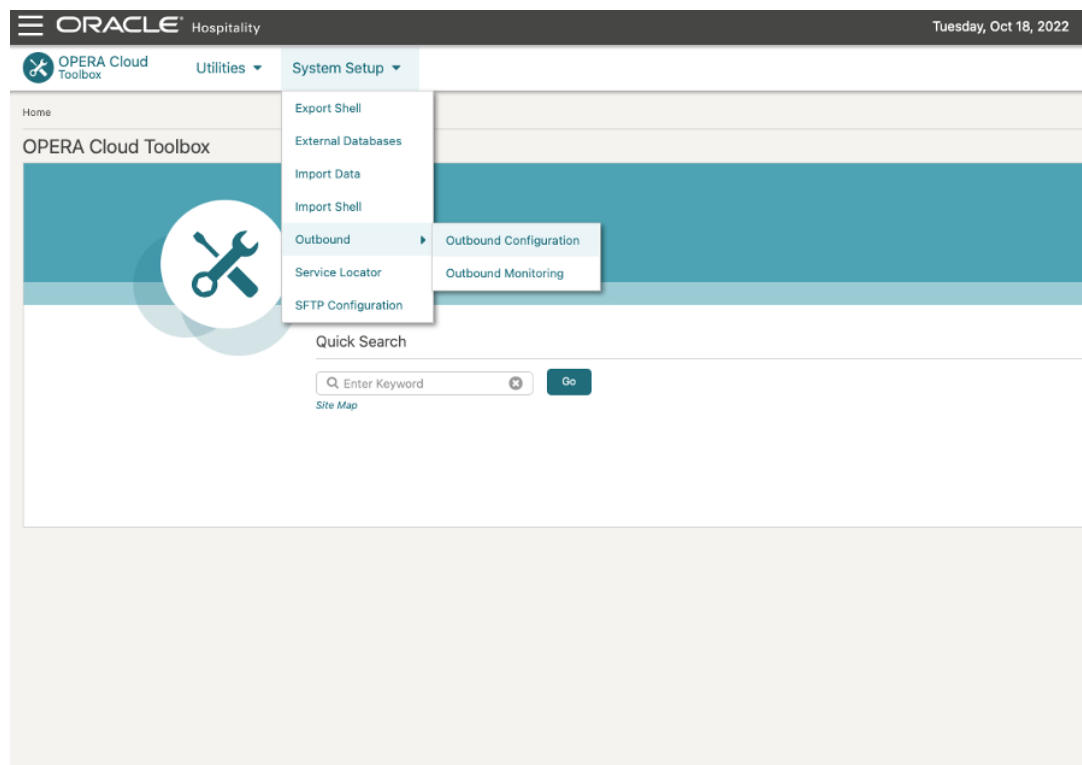 ORACLE Hospitality
Tuesday, Oct 18, 2022
OPERA Cloud
Toolbox
Utilities
System Setup
Home
Export Shell
External Databases
OPERA Cloud Toolbox
Import Data
Import Shell
Outbound
Outbound Configuration
Service Locator
Outbound Monitoring
SFTP Configuration
Quick Search
Enter Keyword
Go
Site Map